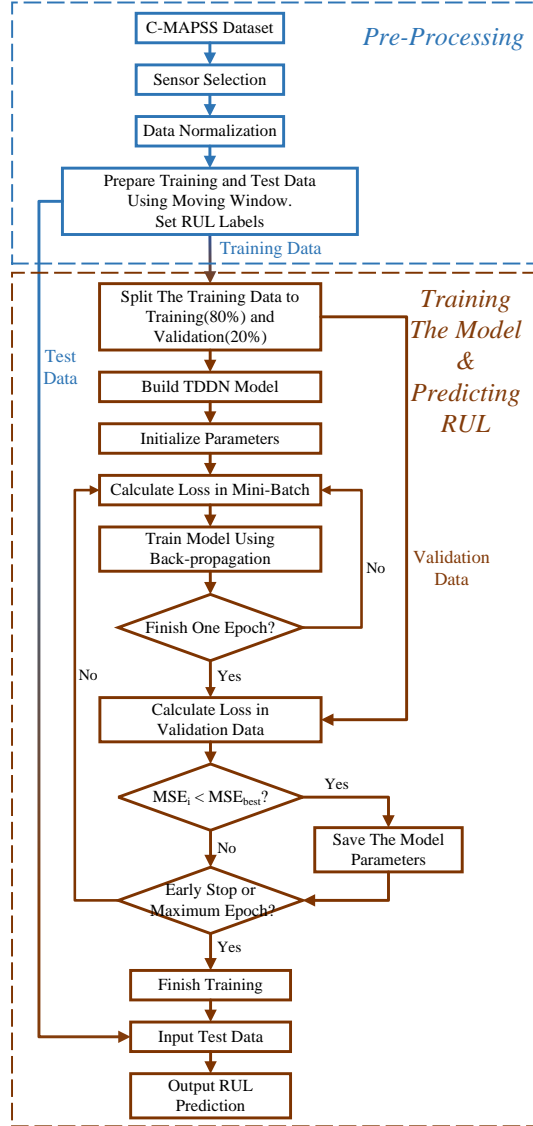 C-MAPSS Dataset
Pre-Processing
Sensor Selection
Data Normalization
Prepare Training and Test Data
Using Moving Window.
Set RUL Labels
Training Data
Split The Training Data to
Training(80%) and
Validation(20%)
Training
The Model
&
Predicting
RUL
Test
Data
Build TDDN Model
Initialize Parameters
Calculate Loss in Mini-Batch
Train Model Using
Back-propagation
No
Validation
Data
Finish One Epoch?
No
Yes
Calculate Loss in
Validation Data
MSEi < MSEbest?
Yes
Save The Model
Parameters
No
Early Stop or
Maximum Epoch?
Yes
Finish Training
Input Test Data
Output RUL
Prediction